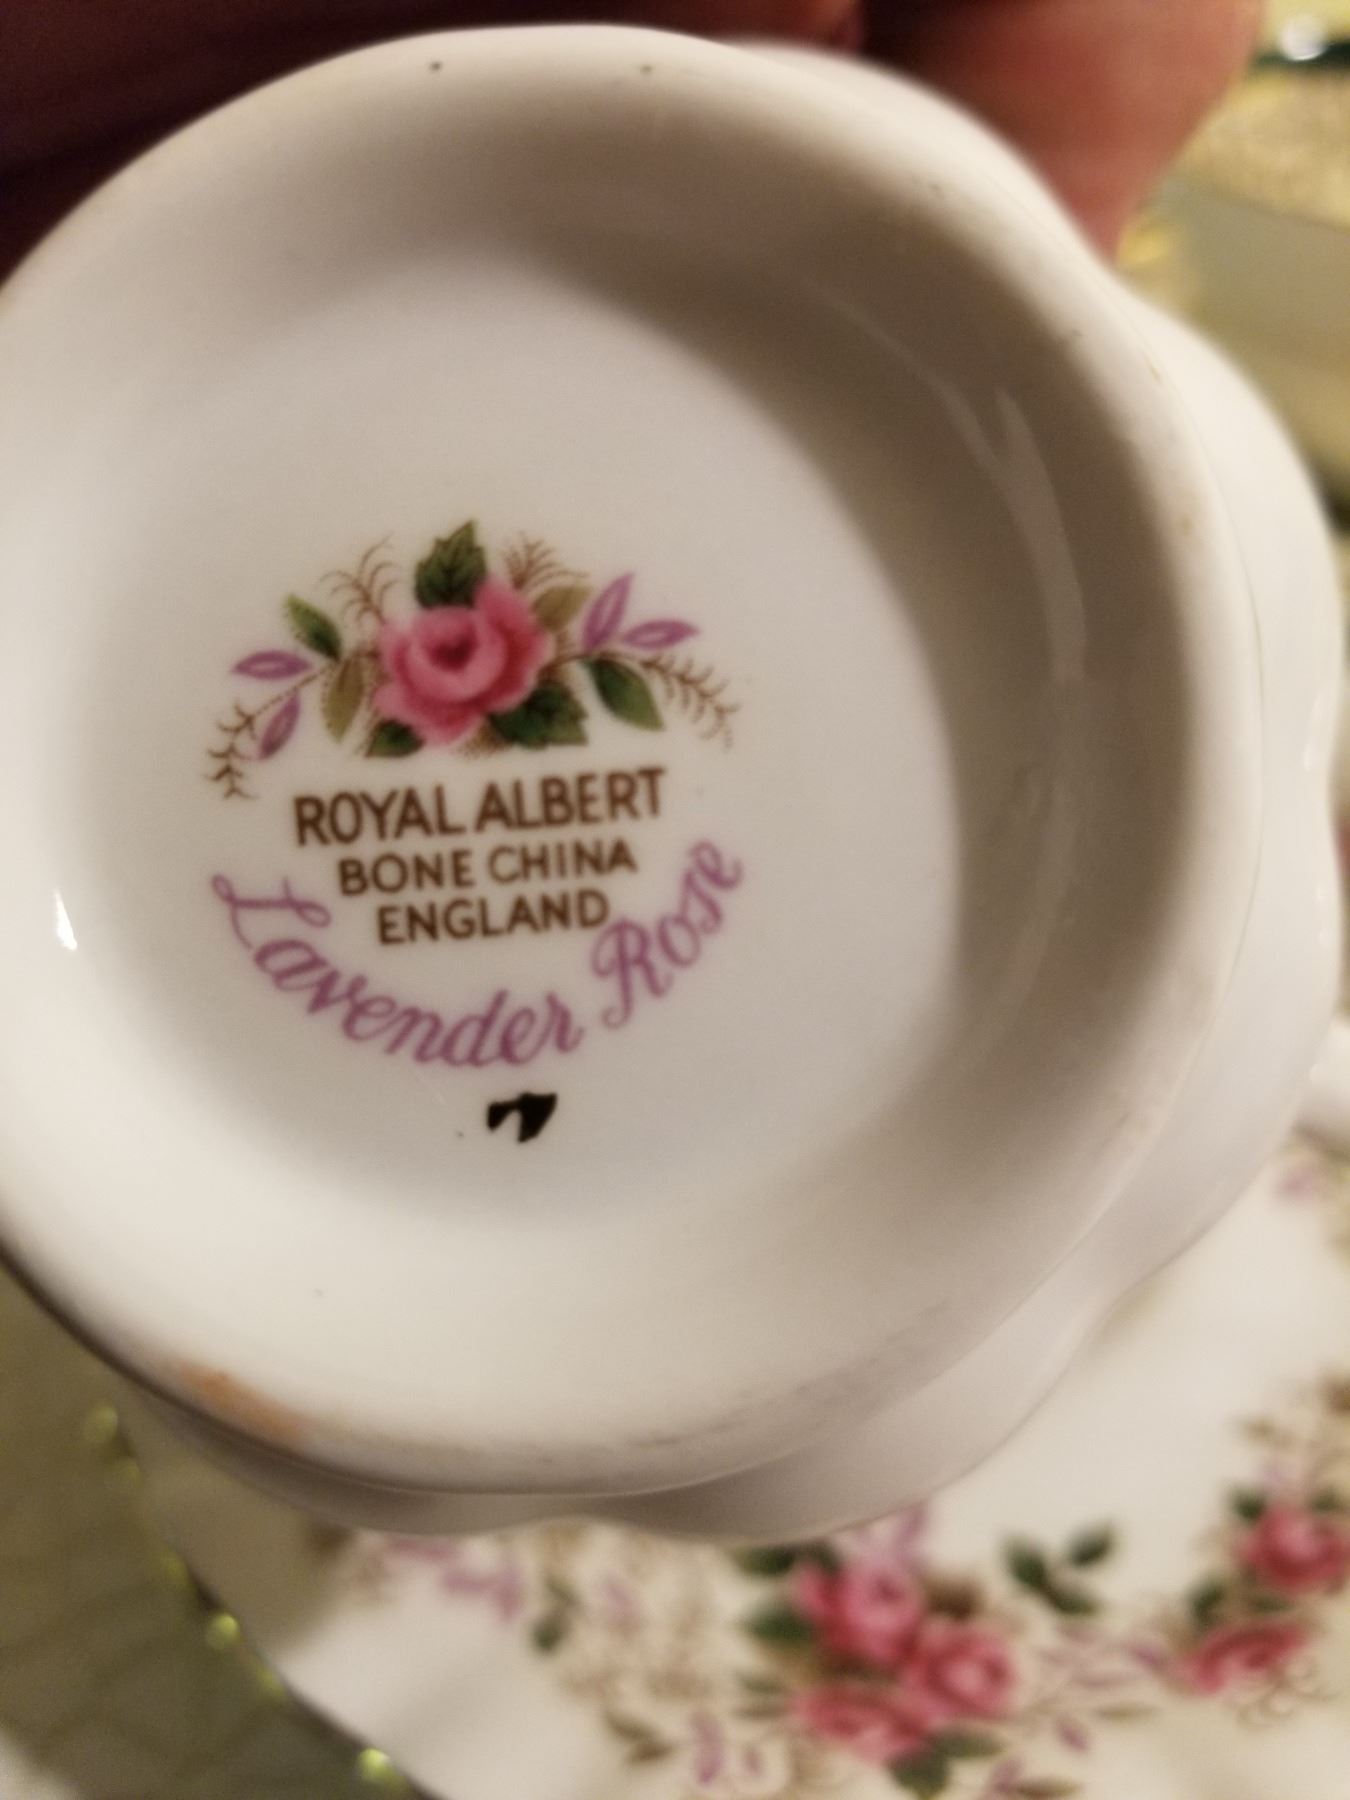 ROYAL ALBERT
BONE CHINA
ENGLAND
Lavender Rose